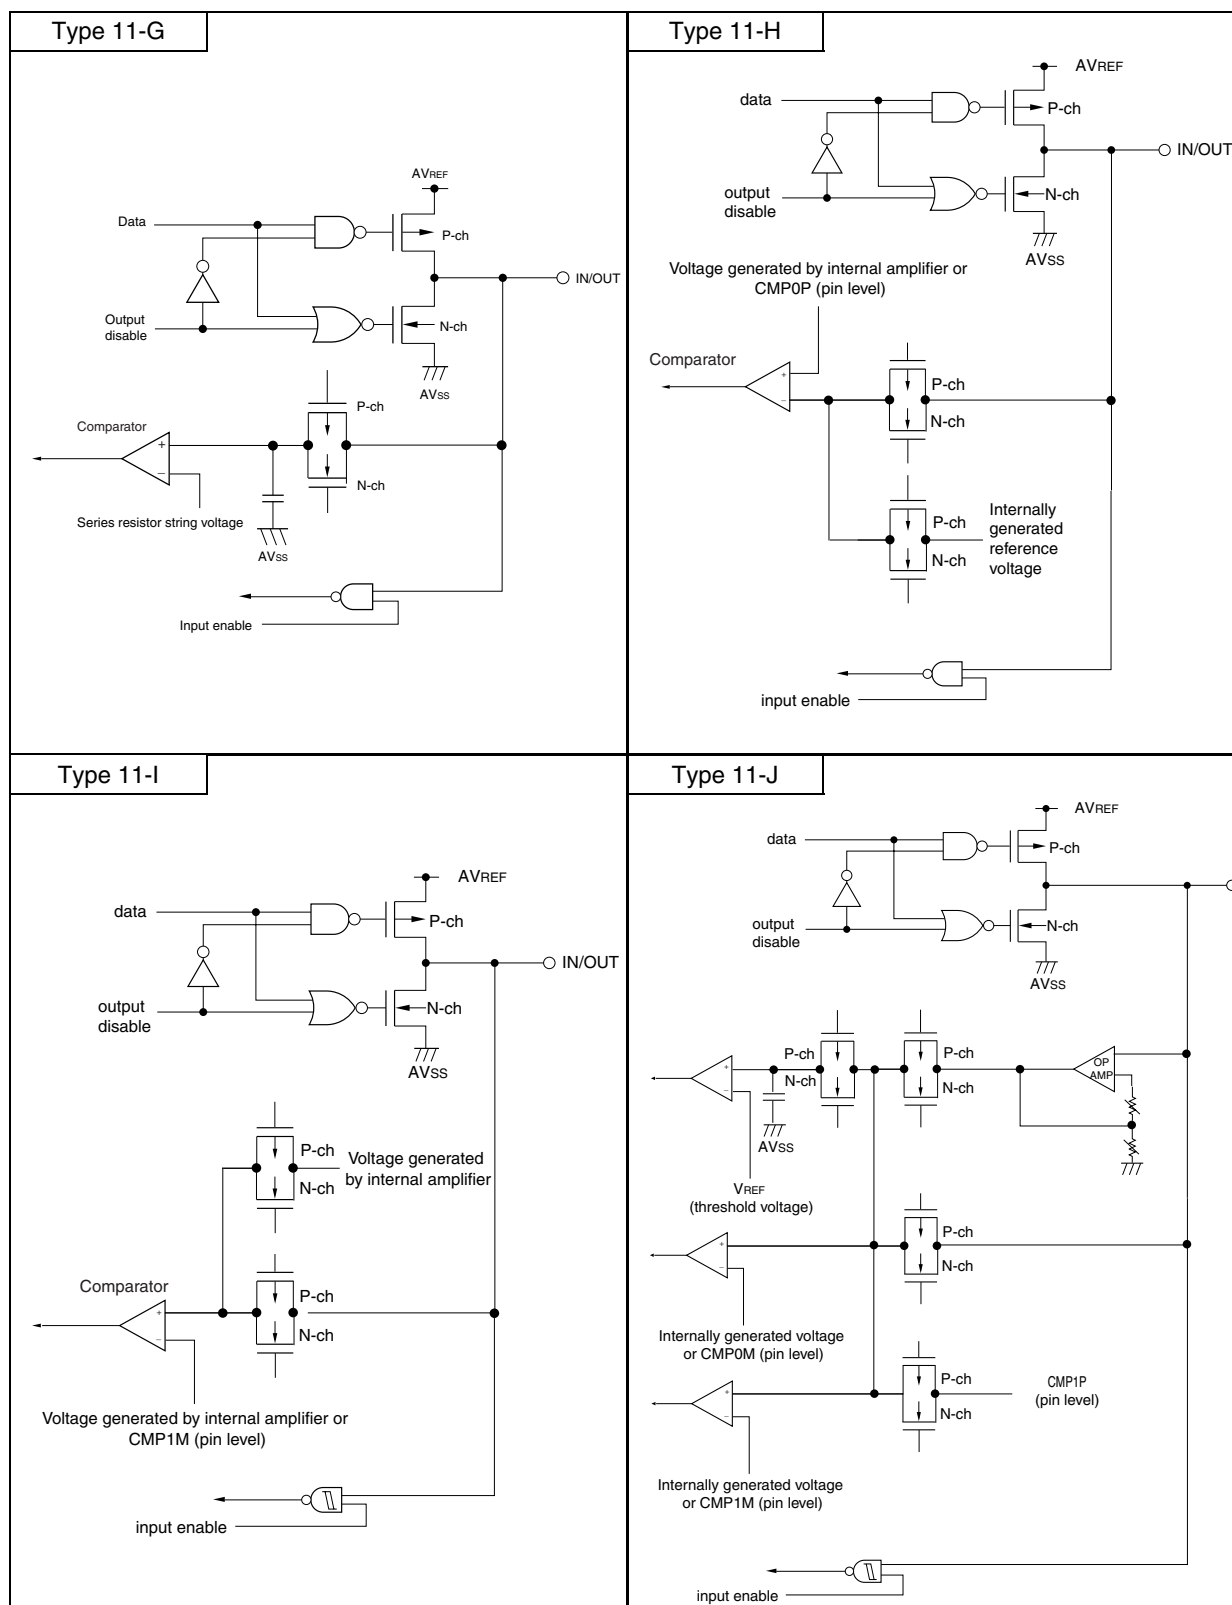 Type 11-G
AVREF
Data
P-ch
IN/OUT
Output
disable
N-ch
AVSS
P-ch
Comparator
+
−
N-ch
Series resistor string voltage
AVSS
Input enable
Type 11-H
AVREF
data
P-ch
IN/OUT
output
disable
N-ch
AVSS
Voltage generated by internal amplifier or
CMP0P (pin level)
Comparator
+
−
P-ch
N-ch
P-ch
N-ch
Internally
generated
reference
voltage
input enable
Type 11-I
AVREF
data
P-ch
IN/OUT
output
disable
N-ch
AVSS
P-ch
N-ch
Voltage generated
by internal amplifier
Comparator
+
−
P-ch
N-ch
Voltage generated by internal amplifier or
CMP1M (pin level)
input enable
Type 11-J
AVREF
data
P-ch
output
disable
N-ch
AVSS
+
−
P-ch
N-ch
P-ch
N-ch
OP
AMP
AVSS
VREF
(threshold voltage)
+
−
P-ch
N-ch
Internally generated voltage
or CMP0M (pin level)
+
−
P-ch
N-ch
CMP1P
(pin level)
Internally generated voltage
or CMP1M (pin level)
input enable